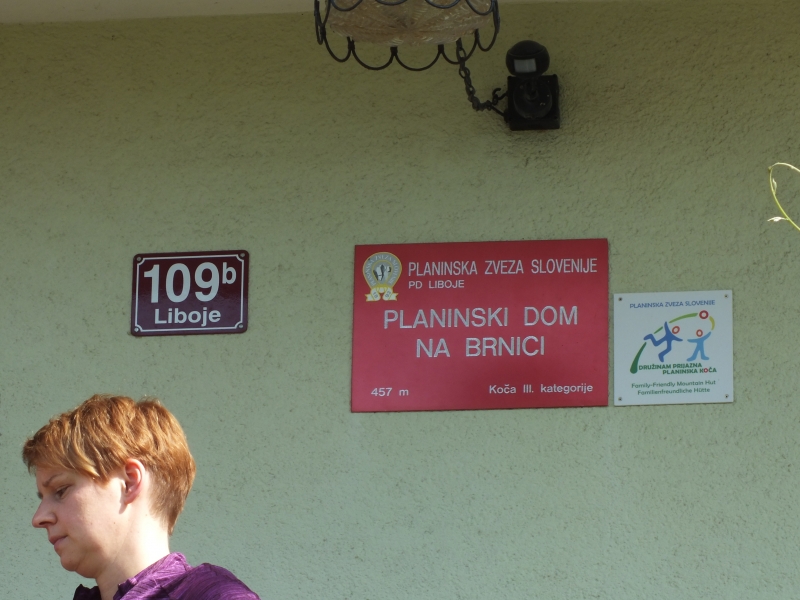 109b
Liboje
PLANINSKA ZVEZA SLOVENIJE
PD LIBOJE
PLANINSKI DOM
NA BRNICI
457 m
Koča III. kategorije
PLANINSKA ZVEZA SLOVENIJE
DRUŽINAM PRIJAZNA
PLANINSKA KOČA
Family-Friendly Mountain Hut
Familienfreundliche Hütte